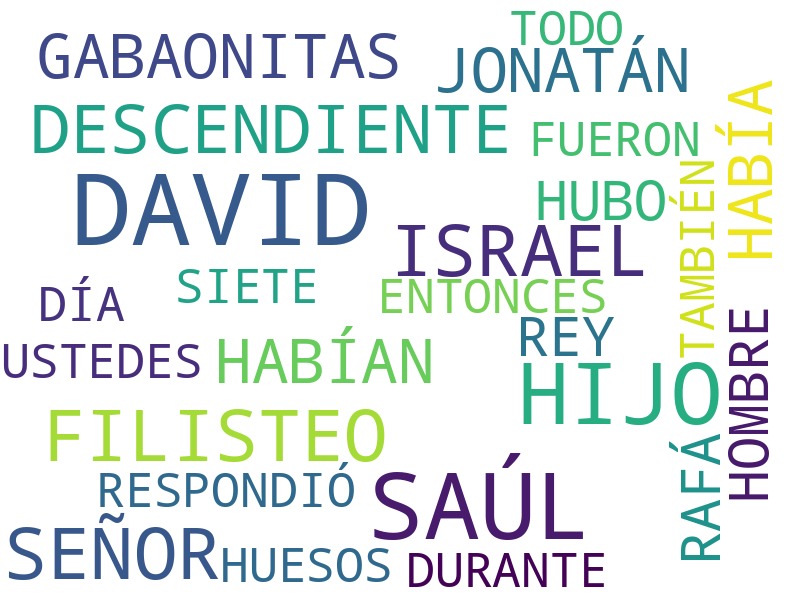 TODO
GABAONITAS
JONATÁN
DESCENDIENTE
FUERON
HABÍA
DAVID
HUBO
TAMBIÉN
ISRAEL
SIETE
ENTONCES
DÍA
REY
USTEDES
HABÍAN
HIJO
HOMBRE
FILISTEO
RAFÁ
RESPONDIÓ
SAÚL
SEÑOR
HUESOS
DURANTE